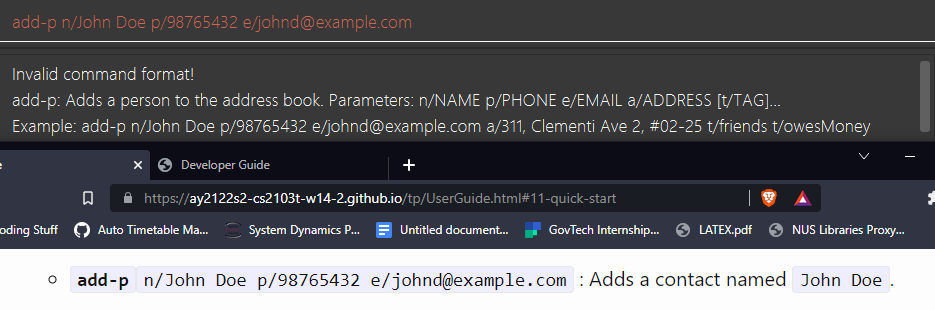 add-p n/John Doe p/98765432 e/johnd@example.com
Invalid command format!
add-p: Adds a person to the address book. Parameters: n/NAME p/PHONE e/EMAIL a/ADDRESS [t/TAG]...
Example: add-p n/John Doe p/98765432 e/johnd@example.com a/311, Clementi Ave 2, #02-25 t/friends t/owesMoney
e Developer Guide
https://ay2122s2-cs2103t-w14-2.github.io/tp/UserGuide.html#11-quick-start
oding Stuff Auto Timetable Ma... System Dynamics P... Untitled document... GovTech Internship... LATEX.pdf NUS Libraries Proxy...
add-p n/John Doe p/98765432 e/johnd@example.com : Adds a contact named John Doe.